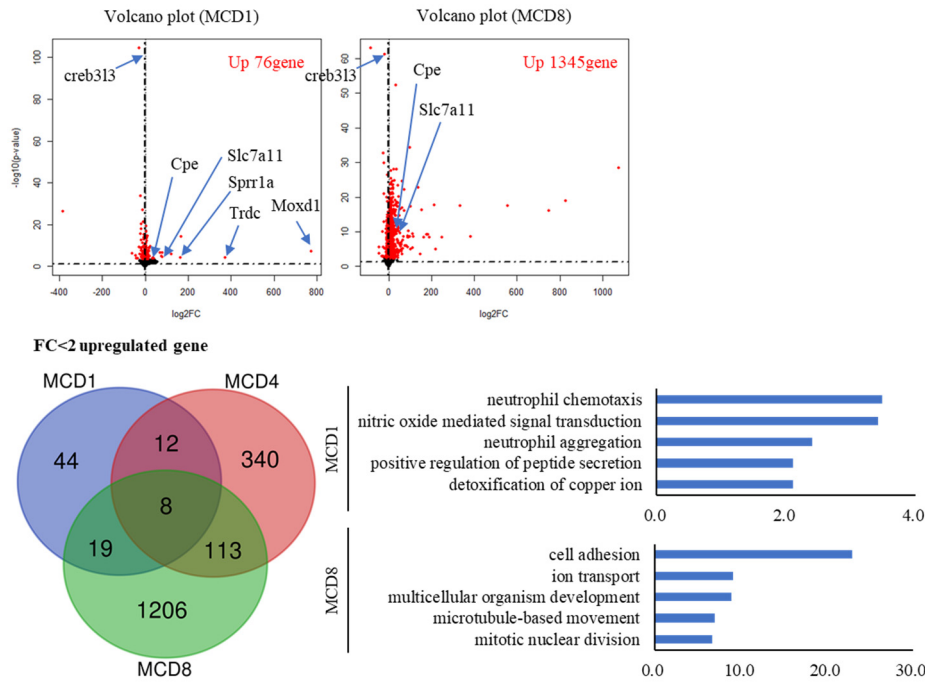 Volcano plot (MCD1)
Volcano plot (MCD8)
100
80
60
40
20
0
-log10(p-value)
creb3l3
Up 76gene
Cpe
Slc7a11
Sprr1a
Trdc
Moxd1
-400
-200
0
200
400
600
800
log2FC
60
50
40
30
20
10
0
creb3l3
Up 1345gene
Cpe
Slc7a11
0
200
400
600
800
1000
log2FC
FC<2 upregulated gene
MCD1
MCD4
44
12
340
8
19
113
1206
MCD8
MCD1
neutrophil chemotaxis
nitric oxide mediated signal transduction
neutrophil aggregation
positive regulation of peptide secretion
detoxification of copper ion
0.0
2.0
4.0
MCD8
cell adhesion
ion transport
multicellular organism development
microtubule-based movement
mitotic nuclear division
0.0
10.0
20.0
30.0